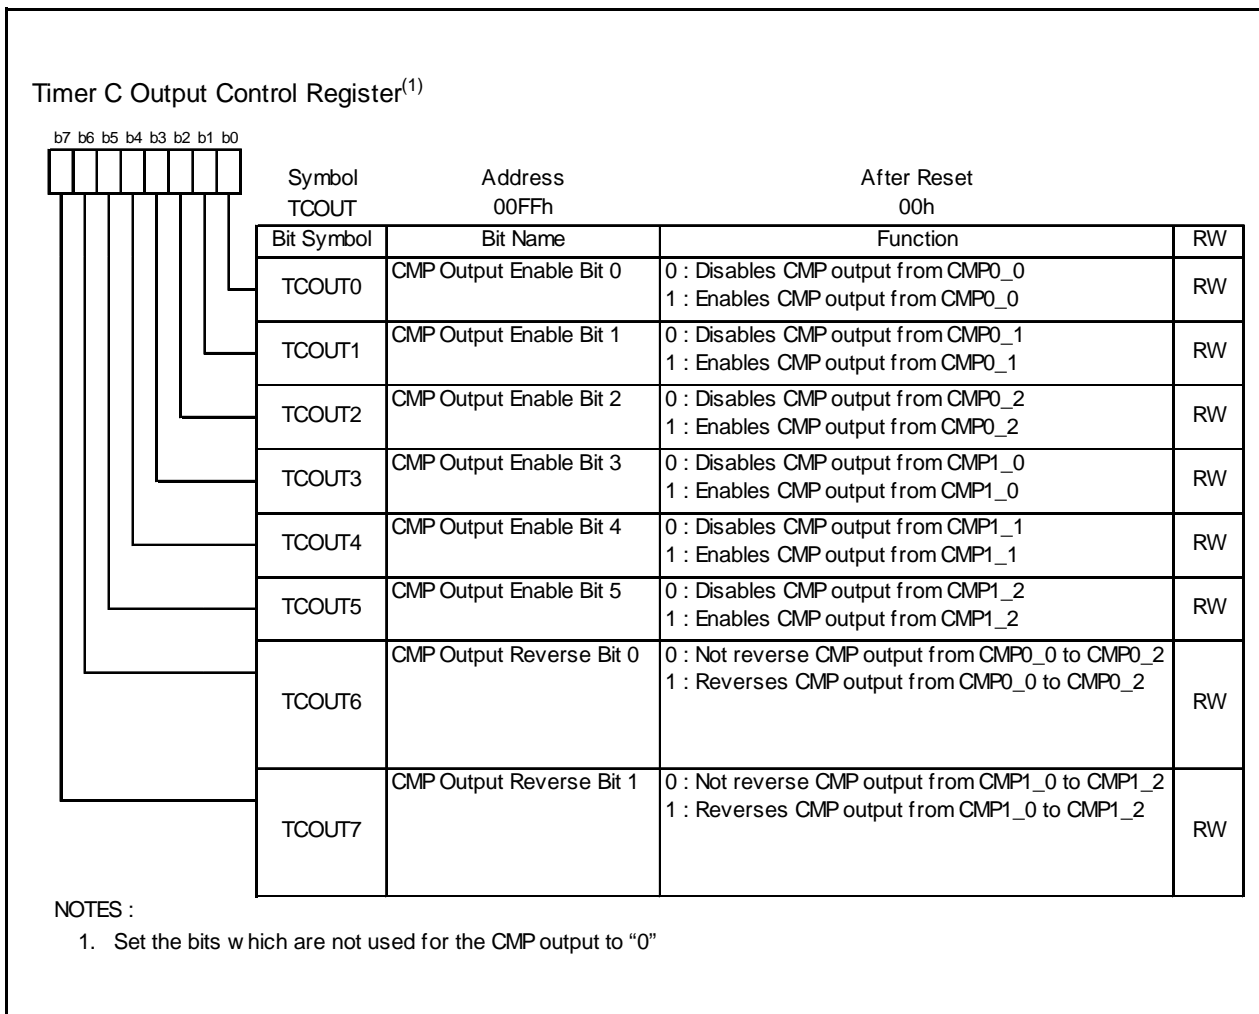 Timer C Output Control Register(1)
b7 b6 b5 b4 b3 b2 b1 b0
Symbol Address After Reset
TCOUT 00FFh 00h
Bit Symbol Bit Name Function RW
TCOUT0 CMP Output Enable Bit 0 0 : Disables CMP output from CMP0_0 RW
1 : Enables CMP output from CMP0_0
TCOUT1 CMP Output Enable Bit 1 0 : Disables CMP output from CMP0_1 RW
1 : Enables CMP output from CMP0_1
TCOUT2 CMP Output Enable Bit 2 0 : Disables CMP output from CMP0_2 RW
1 : Enables CMP output from CMP0_2
TCOUT3 CMP Output Enable Bit 3 0 : Disables CMP output from CMP1_0 RW
1 : Enables CMP output from CMP1_0
TCOUT4 CMP Output Enable Bit 4 0 : Disables CMP output from CMP1_1 RW
1 : Enables CMP output from CMP1_1
TCOUT5 CMP Output Enable Bit 5 0 : Disables CMP output from CMP1_2 RW
1 : Enables CMP output from CMP1_2
TCOUT6 CMP Output Reverse Bit 0 0 : Not reverse CMP output from CMP0_0 to CMP0_2 RW
1 : Reverses CMP output from CMP0_0 to CMP0_2
TCOUT7 CMP Output Reverse Bit 1 0 : Not reverse CMP output from CMP1_0 to CMP1_2 RW
1 : Reverses CMP output from CMP1_0 to CMP1_2
NOTES :
1. Set the bits which are not used for the CMP output to “0”